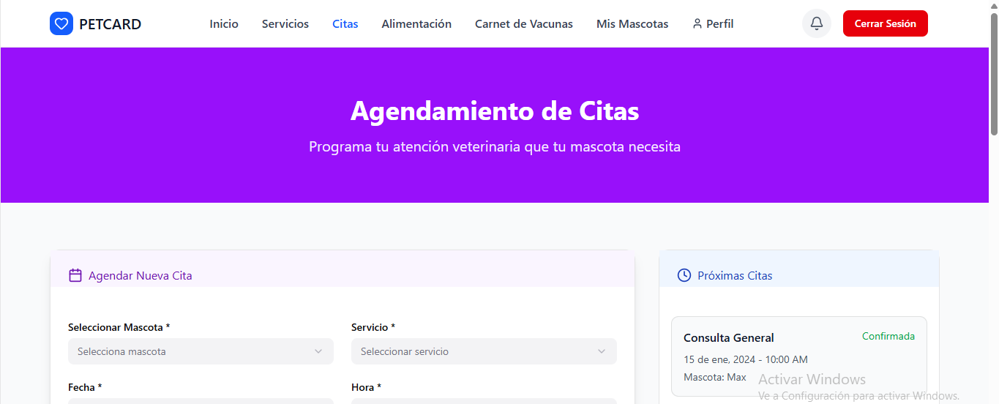 PETCARD
Inicio
Servicios
Citas
Alimentación
Carnet de Vacunas
Mis Mascotas
Perfil
Cerrar Sesión
Agendamiento de Citas
Programa tu atención veterinaria que tu mascota necesita
Agendar Nueva Cita
Seleccionar Mascota *
Selecciona mascota
Servicio *
Seleccionar servicio
Fecha *
Hora *
Próximas Citas
Consulta General
Confirmada
15 de ene, 2024 - 10:00 AM
Mascota: Max
Activar Windows
Ve a Configuración para activar Windows.